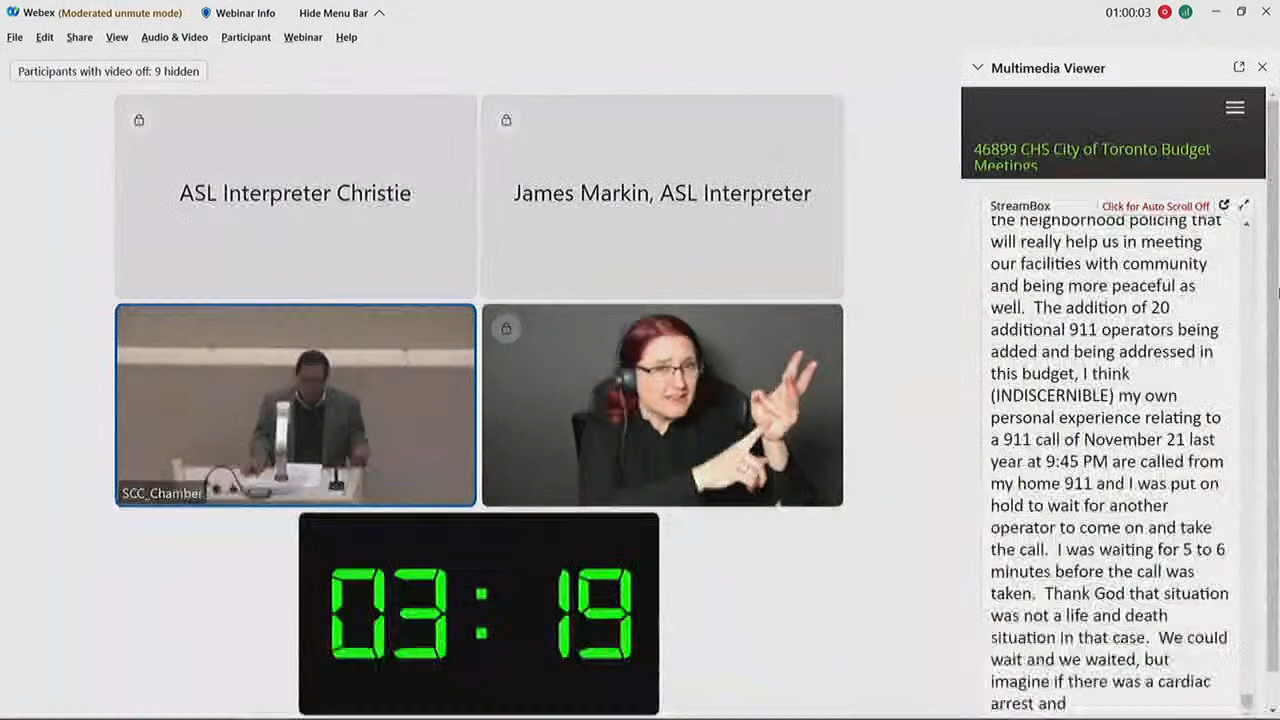 Webex (Moderated unmute mode) Webinar Info Hide Menu Bar 01:00:03
File Edit Share View Audio & Video Participant Webinar Help
Participants with video off: 9 hidden
Multimedia Viewer
ASL Interpreter Christie
James Markin, ASL Interpreter
SCC_Chamber
03:19
46899 CHS City of Toronto Budget
Meetings
StreamBox Click for Auto Scroll Off
the neighborhood policing that
will really help us in meeting
our facilities with community
and being more peaceful as
well. The addition of 20
additional 911 operators being
added and being addressed in
this budget, I think
(INDISCERNIBLE) my own
personal experience relating to
a 911 call of November 21 last
year at 9:45 PM are called from
my home 911 and I was put on
hold to wait for another
operator to come on and take
the call. I was waiting for 5 to 6
minutes before the call was
taken. Thank God that situation
was not a life and death
situation in that case. We could
wait and we waited, but
imagine if there was a cardiac
arrest and